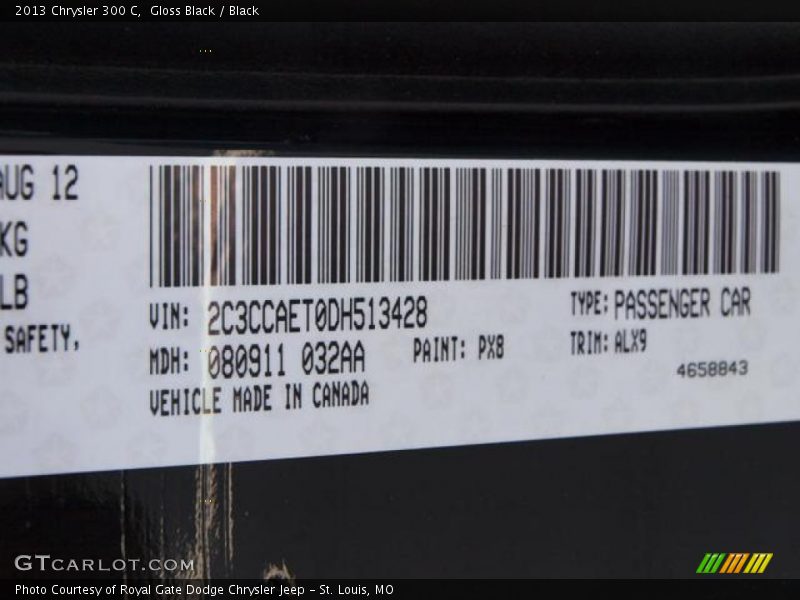 2013 Chrysler 300 C, Gloss Black / Black
AUG 12
KG
LB
SAFETY,
VIN: 2C3CCAET0DH513428
TYPE: PASSENGER CAR
MDH: 080911 032AA
PAINT: PX8
TRIM: ALX9
4658843
VEHICLE MADE IN CANADA
GTCARLOT.COM
Photo Courtesy of Royal Gate Dodge Chrysler Jeep - St. Louis, MO